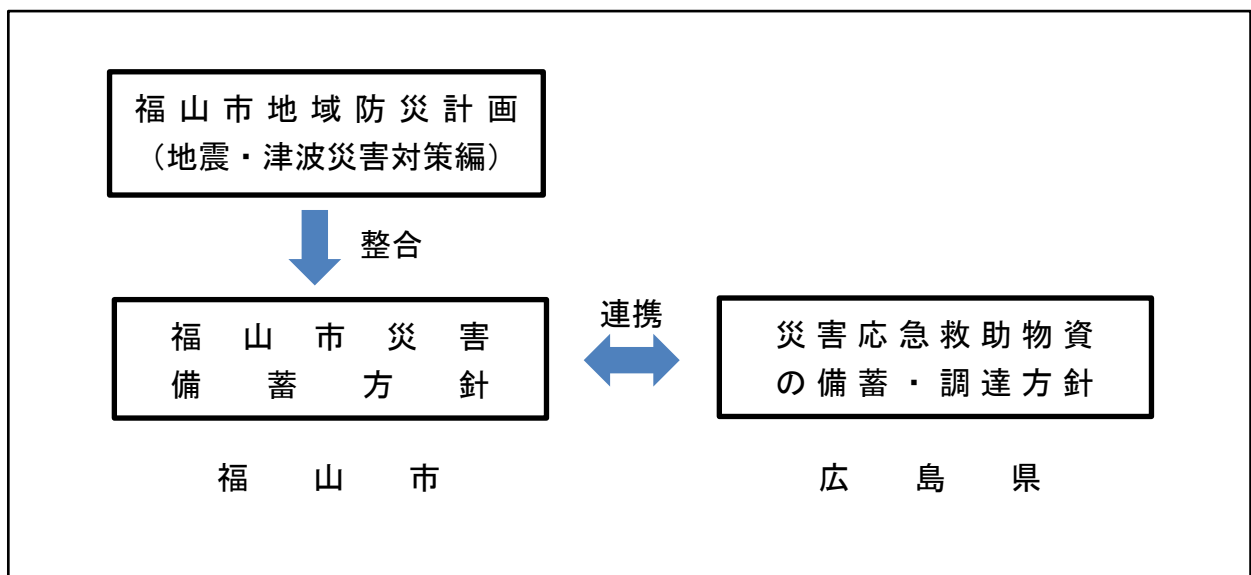 福山市地域防災計画
（地震・津波災害対策編）
整合
福山市災害
備蓄方針
連携
災害応急救助物資
の備蓄・調達方針
福山市
広島県